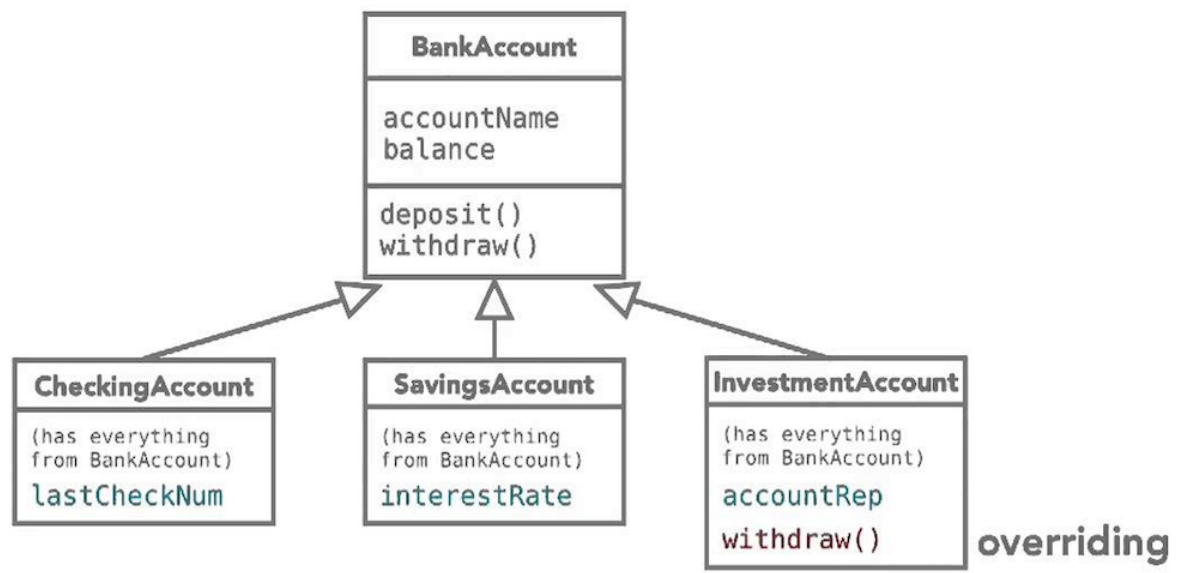 BankAccount
accountName
balance
deposit()
withdraw()
CheckingAccount
(has everything
from BankAccount)
lastCheckNum
SavingsAccount
(has everything
from BankAccount)
interestRate
InvestmentAccount
(has everything
from BankAccount)
accountRep
withdraw()
overriding